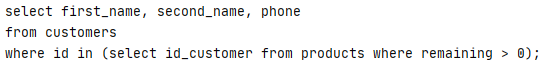 select first_name, second_name, phone
from customers
where id in (select id_customer from products where remaining > 0);